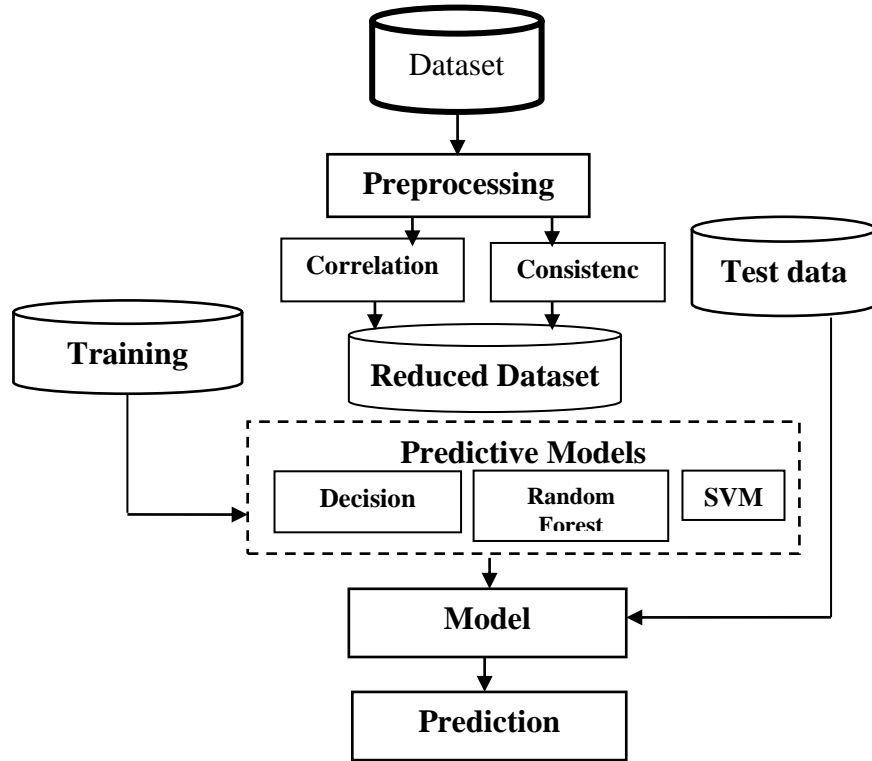 Dataset
Preprocessing
Correlation
Consistenc
Test data
Training
Reduced Dataset
Predictive Models
Decision
Random
Forest
SVM
Model
Prediction